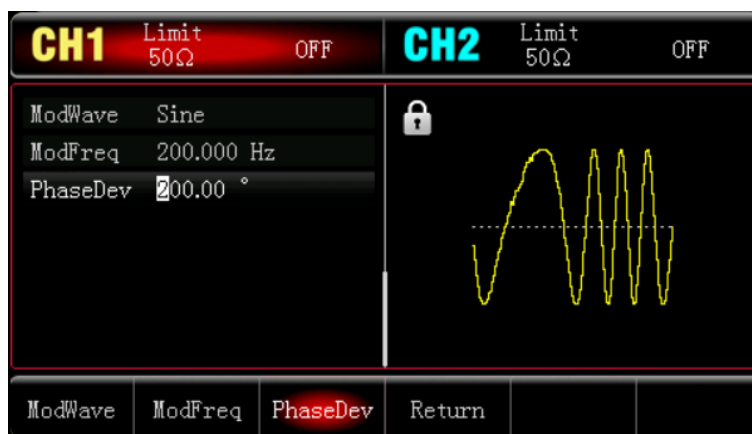 CH1 Limit 50Ω OFF CH2 Limit 50Ω OFF
ModWave Sine
ModFreq 200.000 Hz
PhaseDev 200.00 °
ModWave ModFreq PhaseDev Return